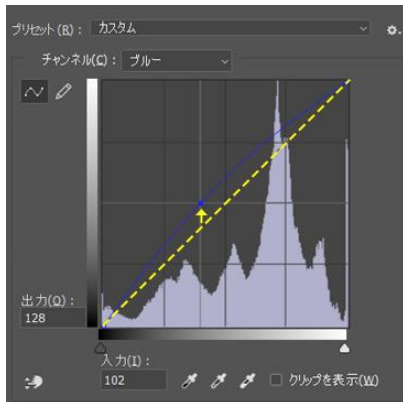 プリセット(R)： カスタム
チャンネル(C)： ブルー
出力(O)：
128
入力(I)：
102
クリップを表示(W)